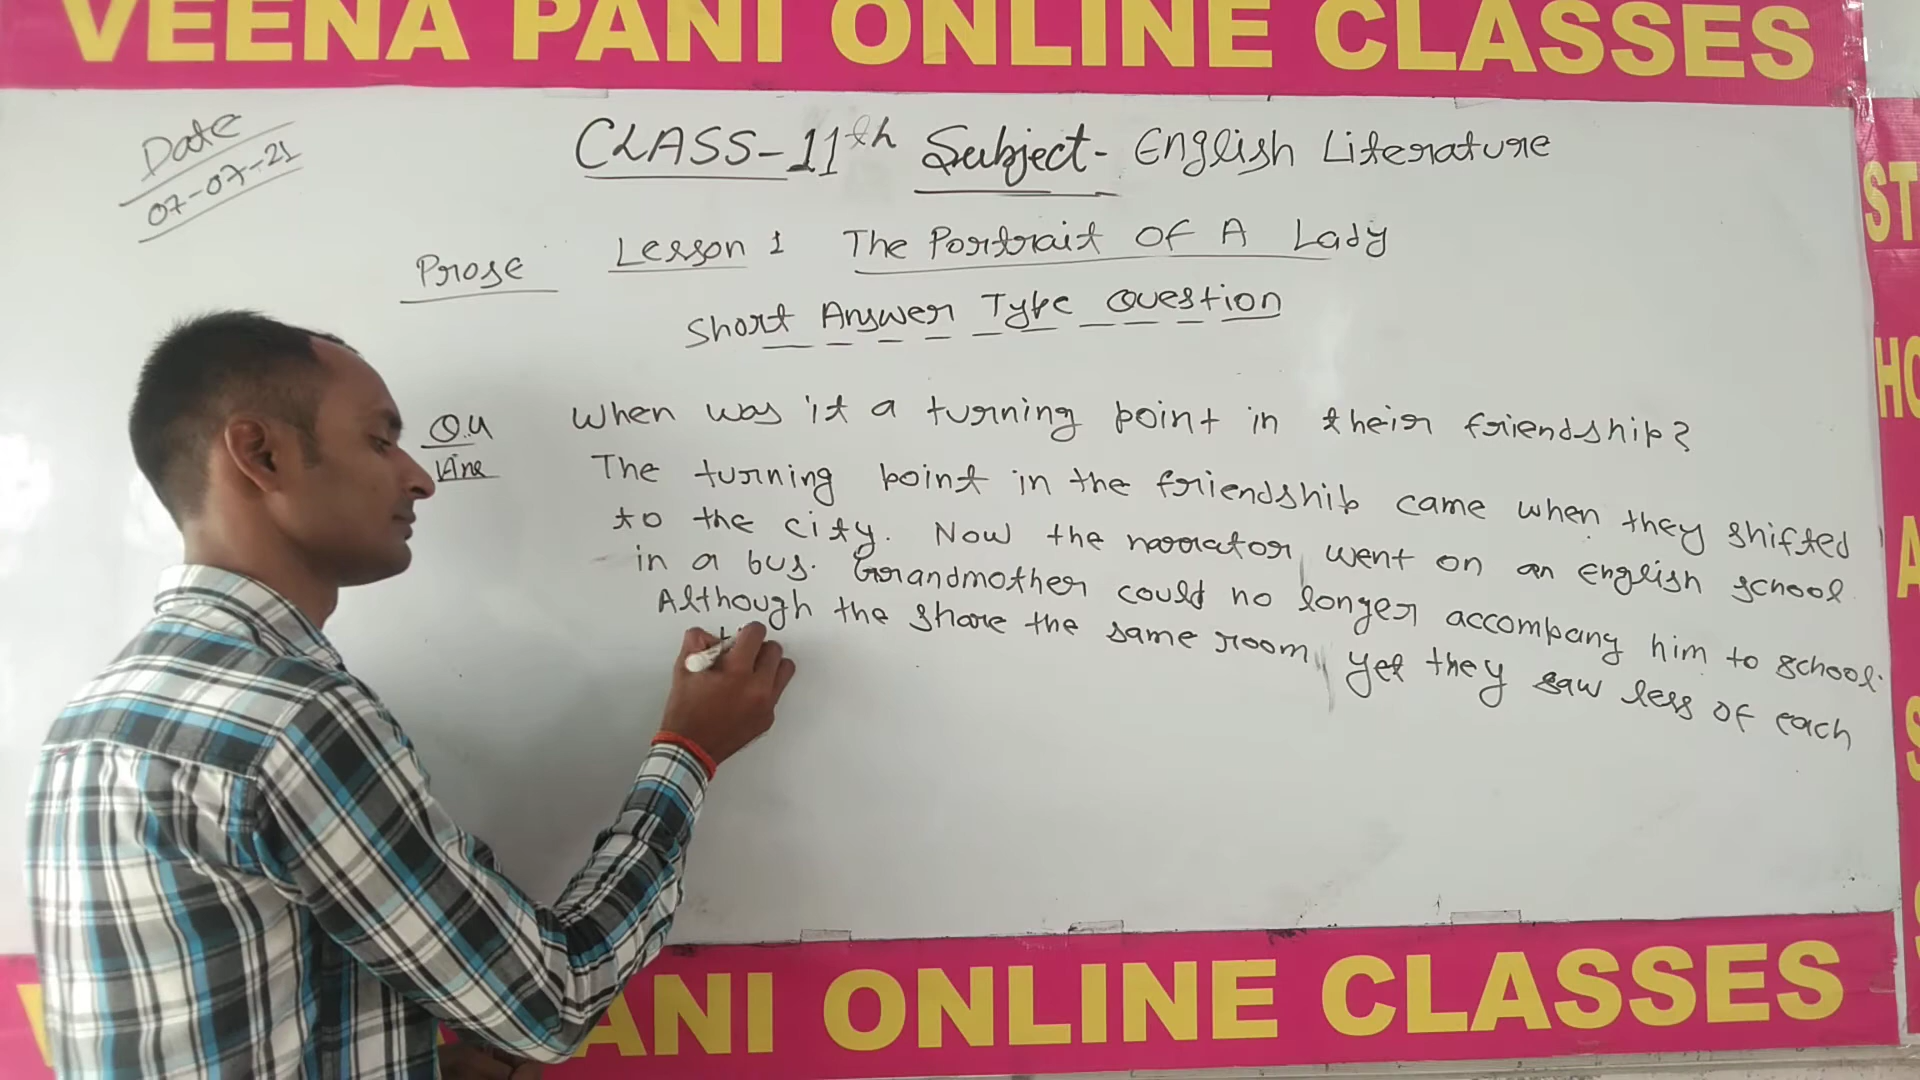 VEENA PANI ONLINE CLASSES
Date
07-07-21
CLASS-11th Subject- English Literature
Prose
Lesson 1 The Portrait Of A Lady
Short Answer Type Question
Q.4 When was it a turning point in their friendship?
Ans The turning point in the friendship came when they shifted
to the city. Now the narrator went on an english school
in a bus. Grandmother could no longer accompany him to school.
Although the share the same room, yet they saw less of each
ANI ONLINE CLASSES
ST
HO
A
S